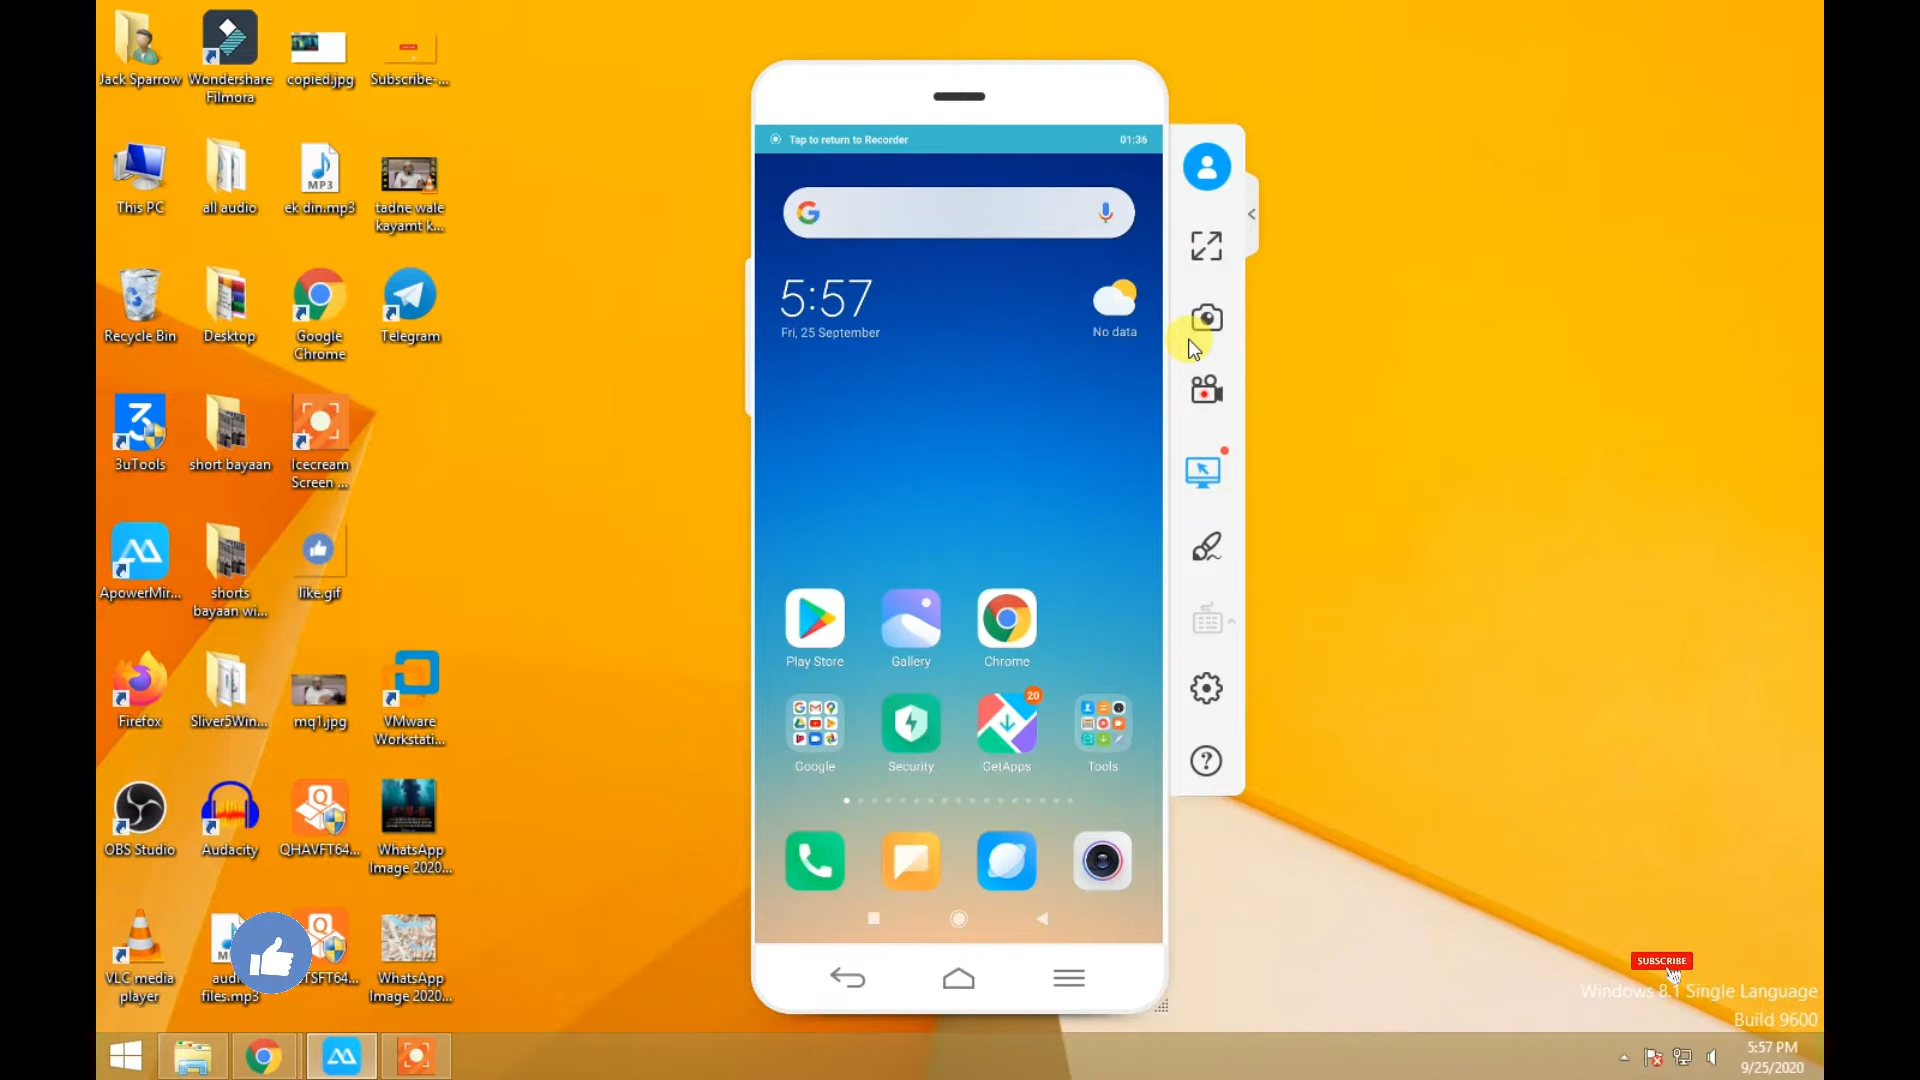 Jack Sparrow
Wondershare
Filmora
copied.jpg
Subscribe-...
This PC
all audio
MP3
ek din.mp3
tadne wale
kayamt k...
Recycle Bin
Desktop
Google
Chrome
Telegram
3uTools
short bayaan
Icecream
Screen ...
ApowerMir...
shorts
bayaan wi...
like.gif
Firefox
Sliver5Win...
mq1.jpg
VMware
Workstati...
OBS Studio
Audacity
QHAVFT64...
WhatsApp
Image 2020...
VLC media
player
files.mp3
TSFT64...
WhatsApp
Image 2020...
Tap to return to Recorder
01:36
5:57
Fri, 25 September
No data
Play Store
Gallery
Chrome
20
Google
Security
GetApps
Tools
SUBSCRIBE
Windows 8.1 Single Language
Build 9600
5:57 PM
9/25/2020